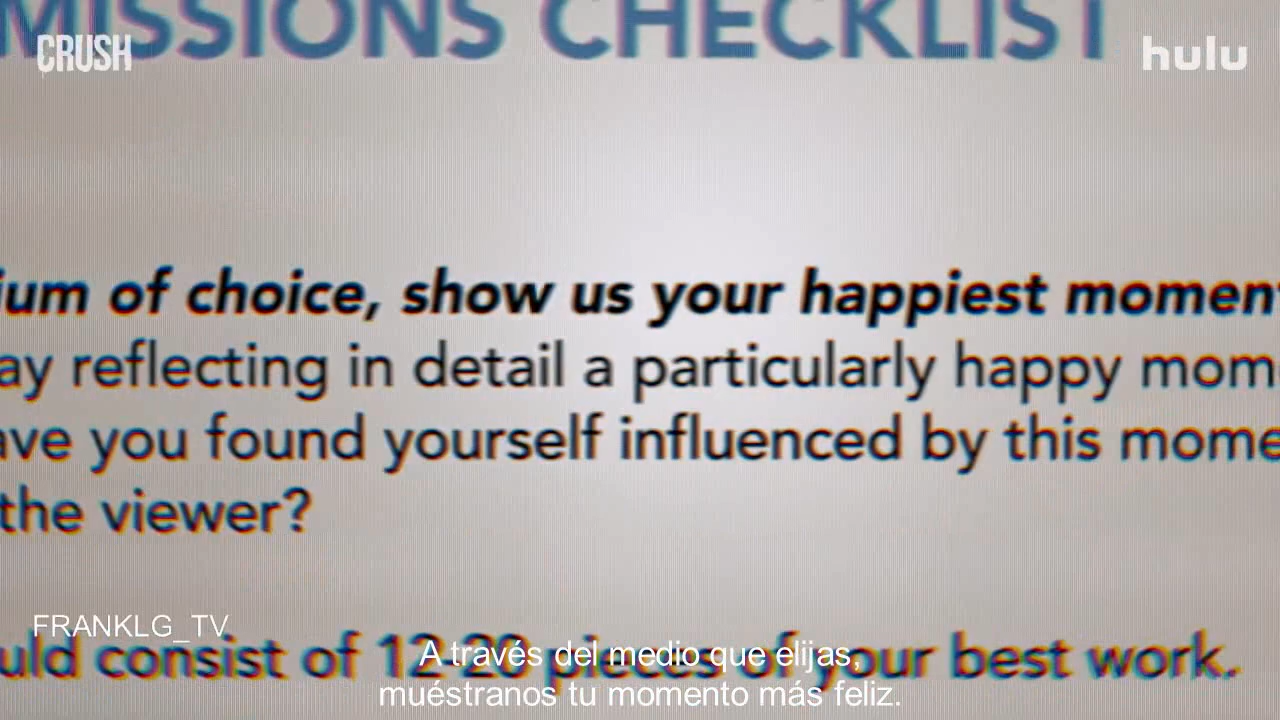 MISSIONS CHECKLIST
CRUSH
hulu
ium of choice, show us your happiest moment
ay reflecting in detail a particularly happy mom
ave you found yourself influenced by this mome
the viewer?
FRANKLG_TV
uld consist of 12-20 pieces of your best work.
A través del medio que elijas,
muéstranos tu momento más feliz.